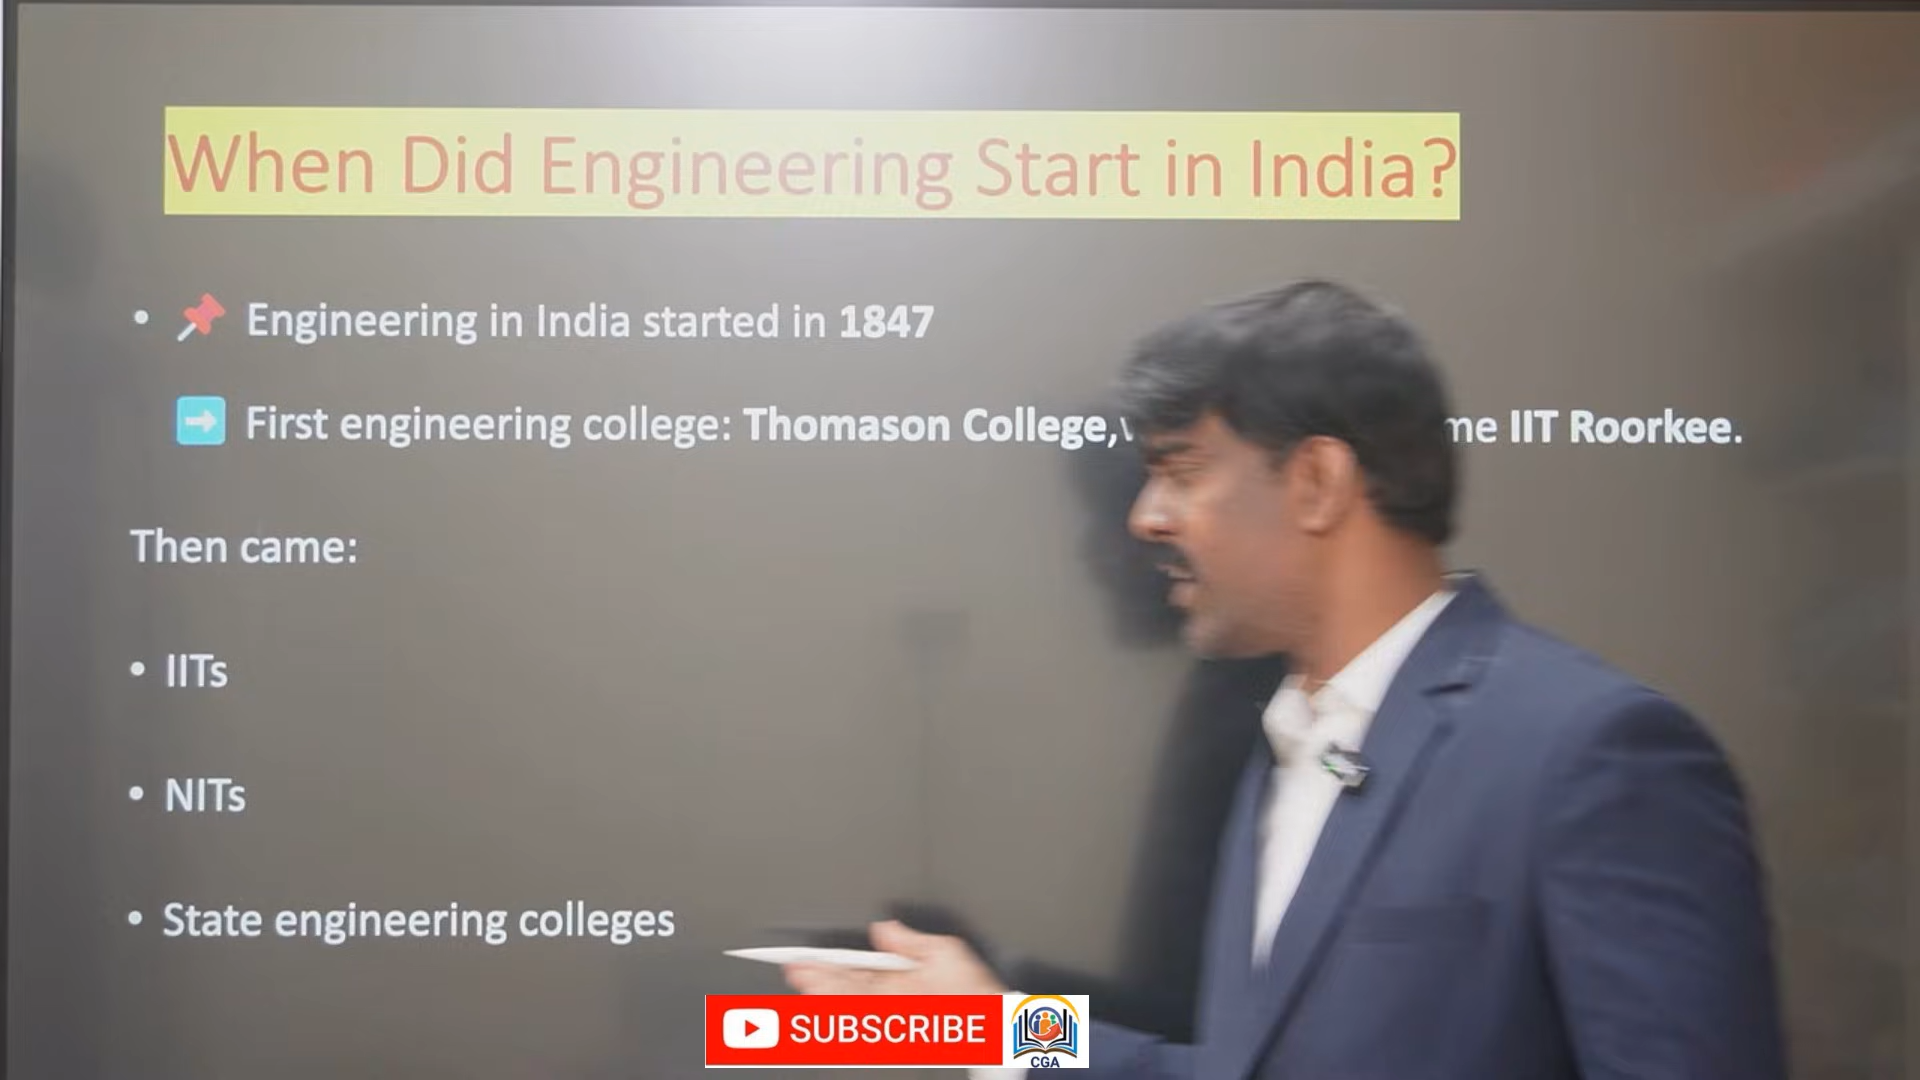 When Did Engineering Start in India?
• 📌 Engineering in India started in 1847
➡ First engineering college: Thomason College, me IIT Roorkee.
Then came:
• IITs
• NITs
• State engineering colleges
SUBSCRIBE
CGA